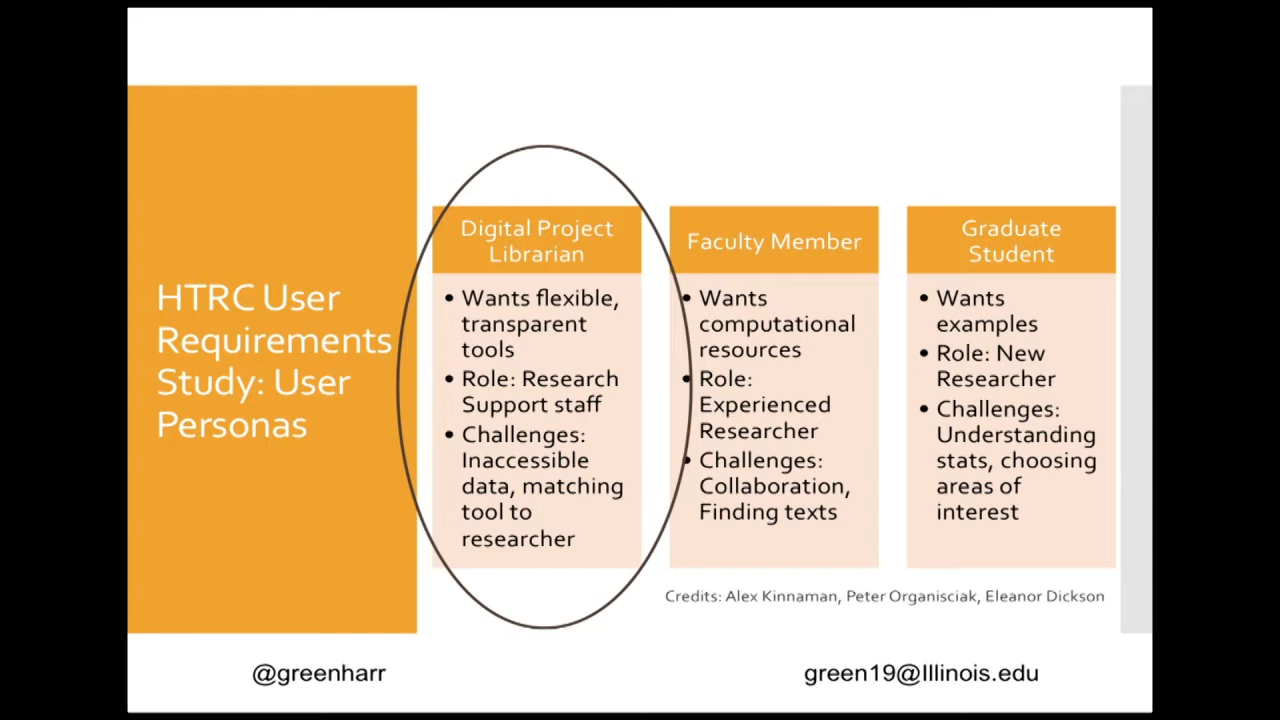 HTRC User
Requirements
Study: User
Personas
Digital Project
Librarian
• Wants flexible,
transparent
tools
• Role: Research
Support staff
• Challenges:
Inaccessible
data, matching
tool to
researcher
Faculty Member
• Wants
computational
resources
• Role:
Experienced
Researcher
• Challenges:
Collaboration,
Finding texts
Graduate
Student
• Wants
examples
• Role: New
Researcher
• Challenges:
Understanding
stats, choosing
areas of
interest
Credits: Alex Kinnaman, Peter Organisciak, Eleanor Dickson
@greenharr
green19@Illinois.edu